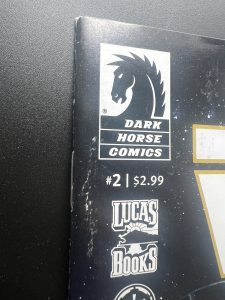 DARK
HORSE
COMICS
#2 | $2.99
LUCAS
BOOKS